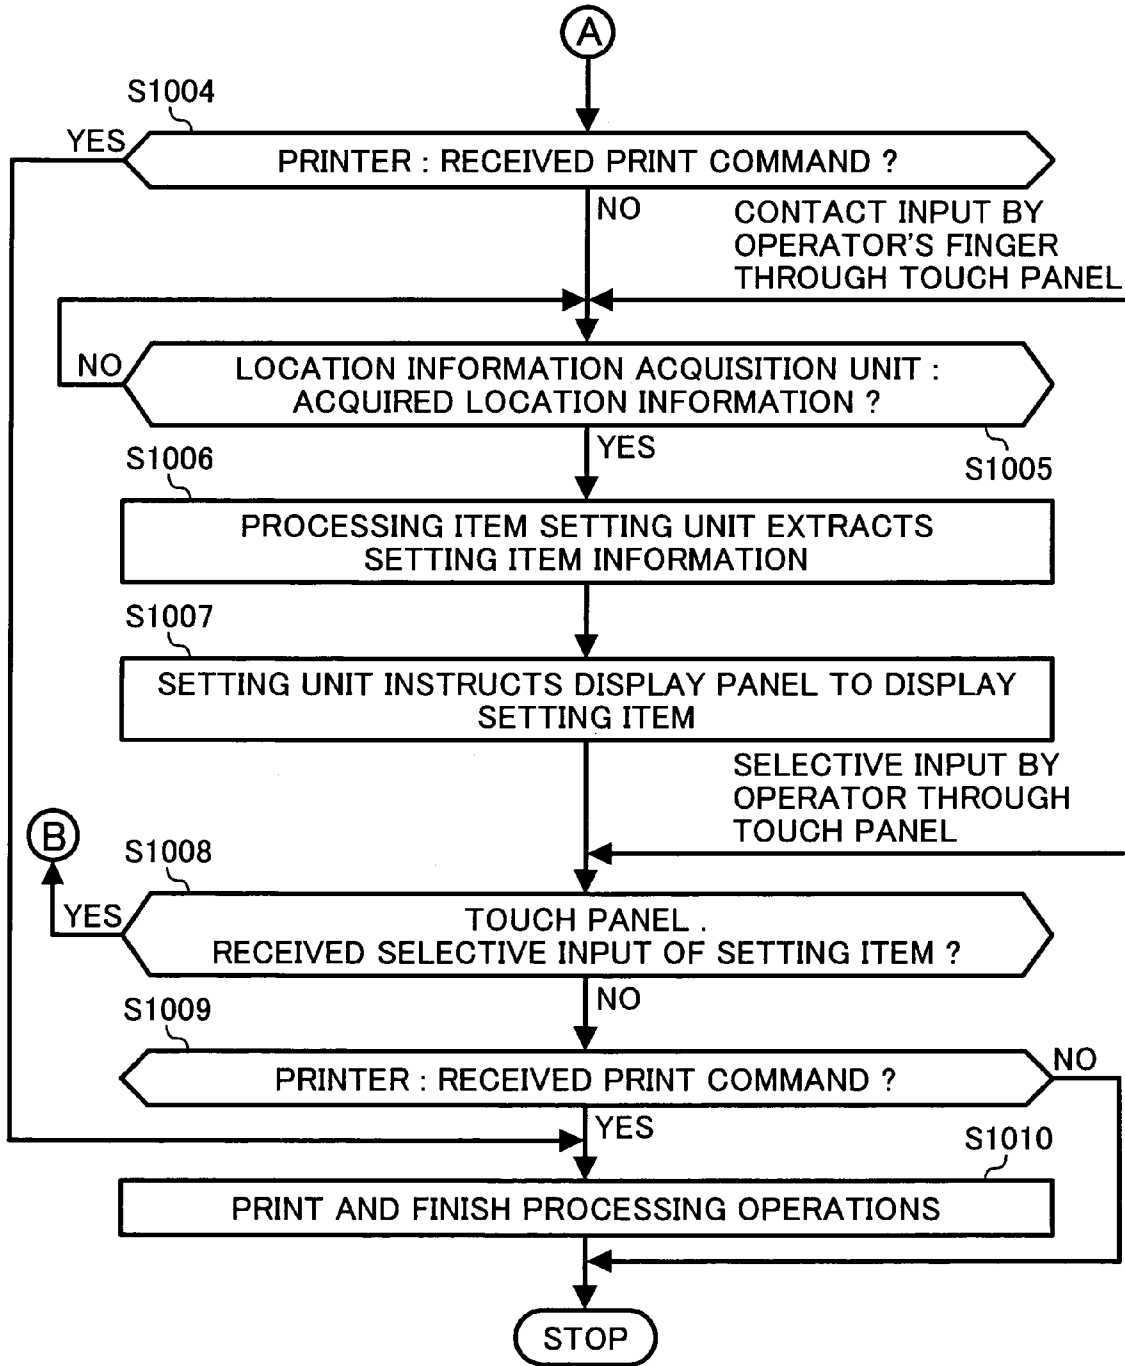 A
S1004
YES
PRINTER : RECEIVED PRINT COMMAND ?
NO
CONTACT INPUT BY
OPERATOR'S FINGER
THROUGH TOUCH PANEL
NO
LOCATION INFORMATION ACQUISITION UNIT :
ACQUIRED LOCATION INFORMATION ?
YES
S1005
S1006
PROCESSING ITEM SETTING UNIT EXTRACTS
SETTING ITEM INFORMATION
S1007
SETTING UNIT INSTRUCTS DISPLAY PANEL TO DISPLAY
SETTING ITEM
SELECTIVE INPUT BY
OPERATOR THROUGH
TOUCH PANEL
B
S1008
YES
TOUCH PANEL .
RECEIVED SELECTIVE INPUT OF SETTING ITEM ?
NO
S1009
PRINTER : RECEIVED PRINT COMMAND ?
NO
YES
S1010
PRINT AND FINISH PROCESSING OPERATIONS
STOP